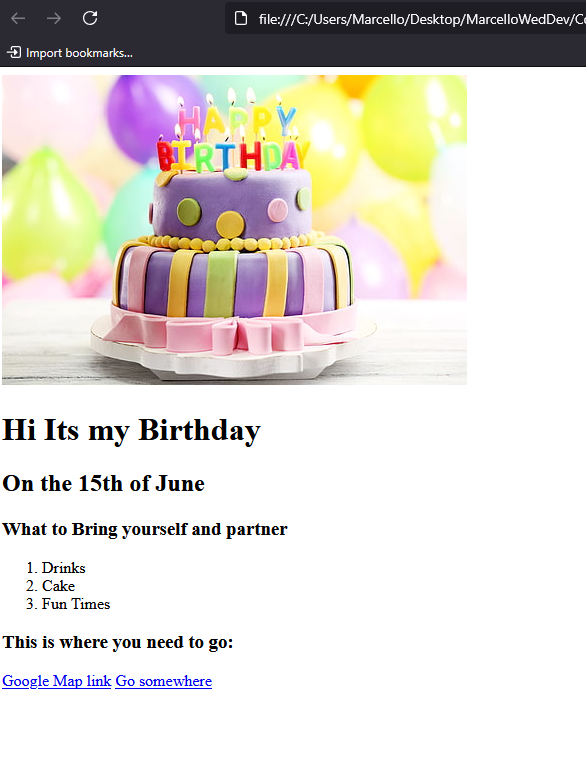 file:///C:/Users/Marcello/Desktop/MarcelloWedDev/Co
Import bookmarks...
HAPPY
BIRTHDAY
Hi Its my Birthday
On the 15th of June
What to Bring yourself and partner
1. Drinks
2. Cake
3. Fun Times
This is where you need to go:
Google Map link Go somewhere